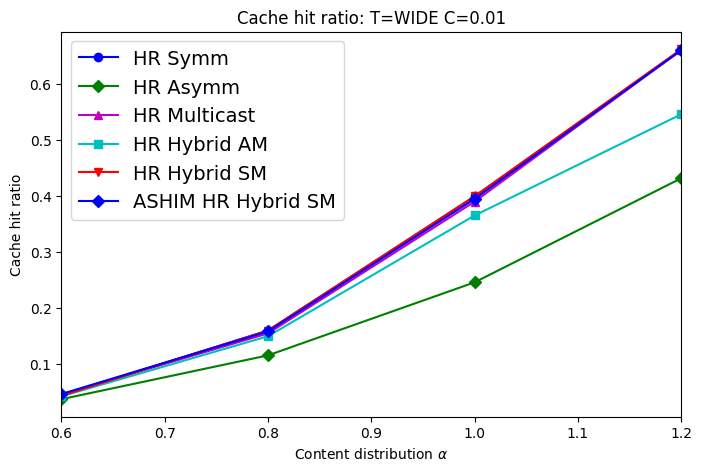 Cache hit ratio: T=WIDE C=0.01
HR Symm
HR Asymm
HR Multicast
HR Hybrid AM
HR Hybrid SM
ASHIM HR Hybrid SM
Cache hit ratio
0.6
0.5
0.4
0.3
0.2
0.1
0.6 0.7 0.8 0.9 1.0 1.1 1.2
Content distribution α